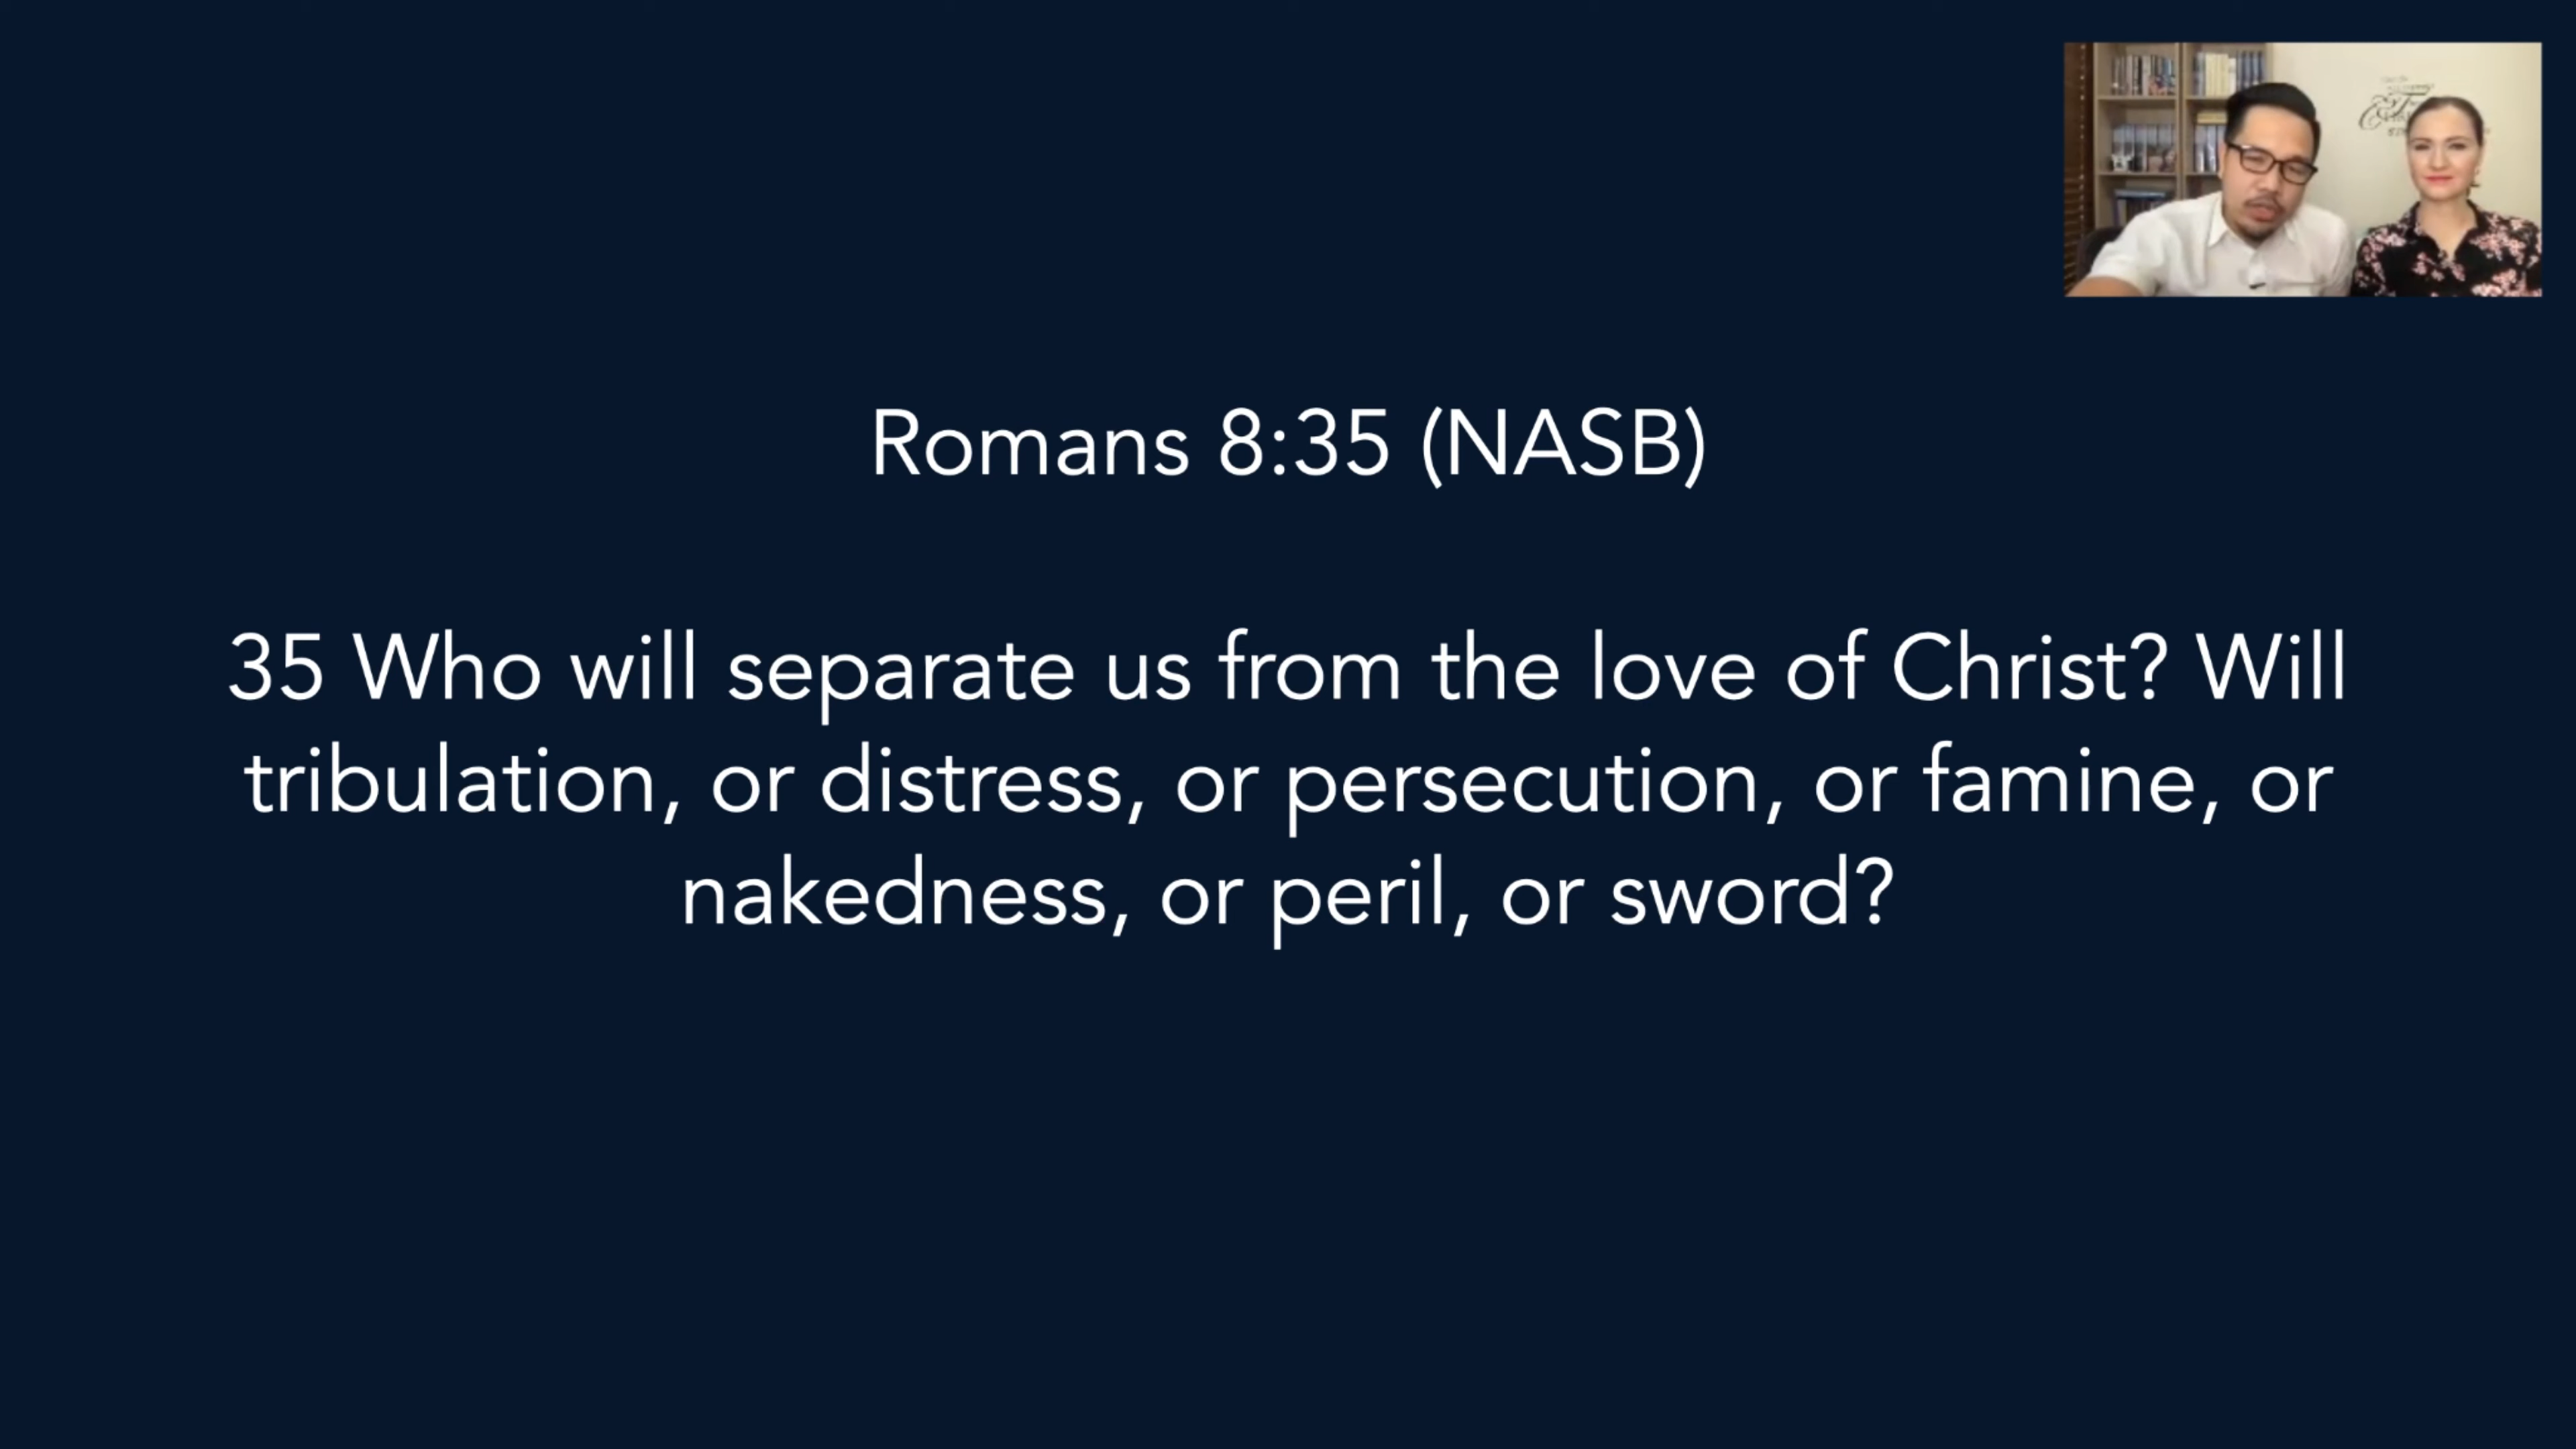 Romans 8:35 (NASB)
35 Who will separate us from the love of Christ? Will
tribulation, or distress, or persecution, or famine, or
nakedness, or peril, or sword?